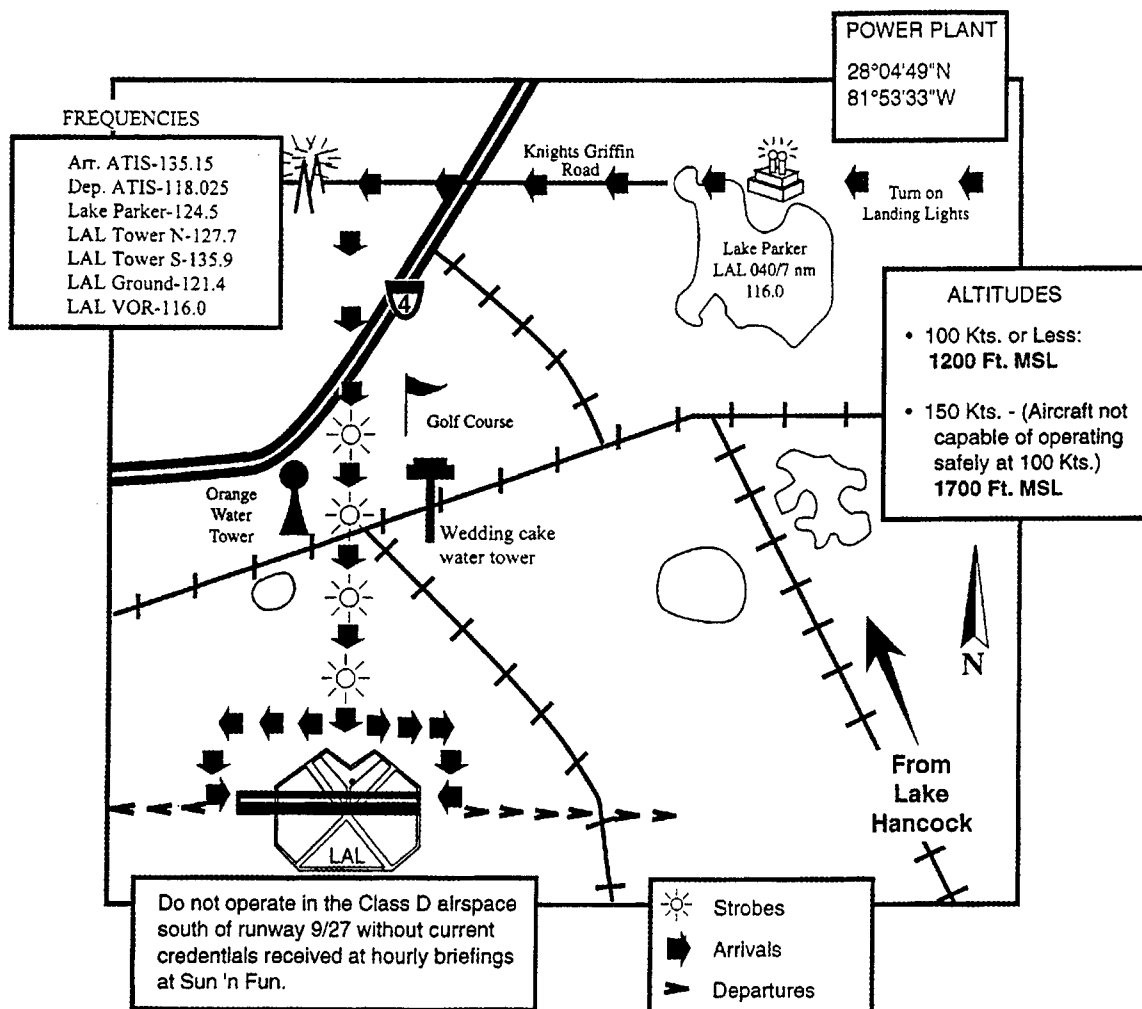 POWER PLANT
28°04'49"N
81°53'33"W
FREQUENCIES
Arr. ATIS-135.15
Dep. ATIS-118.025
Lake Parker-124.5
LAL Tower N-127.7
LAL Tower S-135.9
LAL Ground-121.4
LAL VOR-116.0
Knights Griffin
Road
Turn on
Landing Lights
Lake Parker
LAL 040/7 nm
116.0
4
ALTITUDES
• 100 Kts. or Less:
1200 Ft. MSL
• 150 Kts. - (Aircraft not
capable of operating
safely at 100 Kts.)
1700 Ft. MSL
Golf Course
Orange
Water
Tower
Wedding cake
water tower
N
From
Lake
Hancock
LAL
Do not operate in the Class D airspace
south of runway 9/27 without current
credentials received at hourly briefings
at Sun 'n Fun.
Strobes
Arrivals
Departures